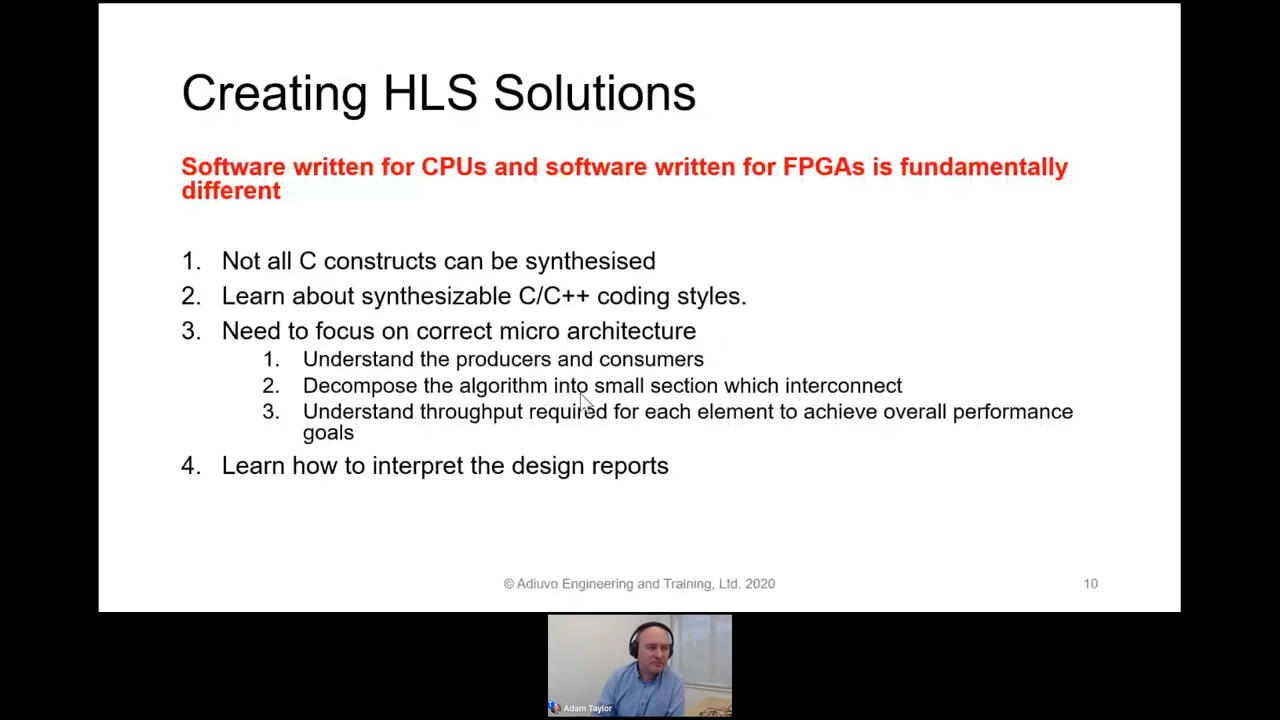 Creating HLS Solutions
Software written for CPUs and software written for FPGAs is fundamentally
different
1. Not all C constructs can be synthesised
2. Learn about synthesizable C/C++ coding styles.
3. Need to focus on correct micro architecture
1. Understand the producers and consumers
2. Decompose the algorithm into small section which interconnect
3. Understand throughput required for each element to achieve overall performance
goals
4. Learn how to interpret the design reports
© Adiuvo Engineering and Training, Ltd. 2020
10
Adam Taylor